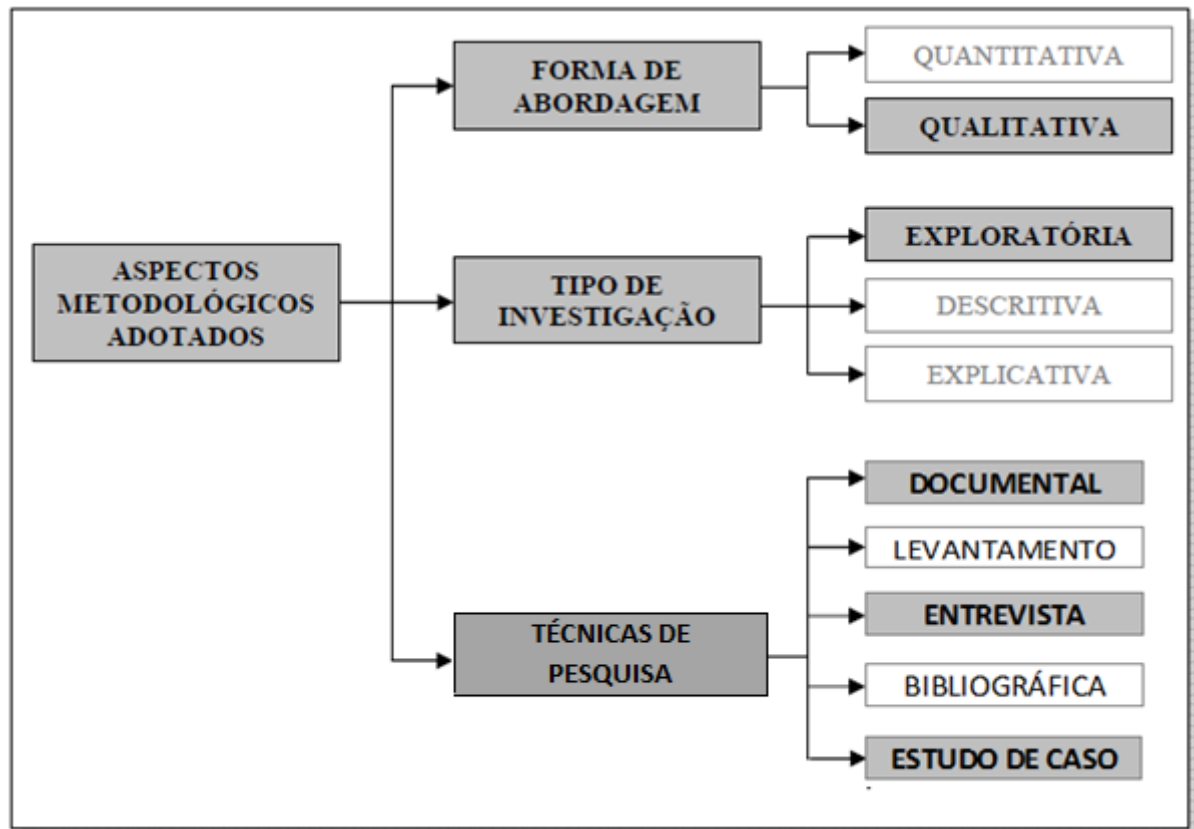 FORMA DE
ABORDAGEM
QUANTITATIVA
QUALITATIVA
ASPECTOS
METODOLÓGICOS
ADOTADOS
TIPO DE
INVESTIGAÇÃO
EXPLORATÓRIA
DESCRITIVA
EXPLICATIVA
TÉCNICAS DE
PESQUISA
DOCUMENTAL
LEVANTAMENTO
ENTREVISTA
BIBLIOGRÁFICA
ESTUDO DE CASO